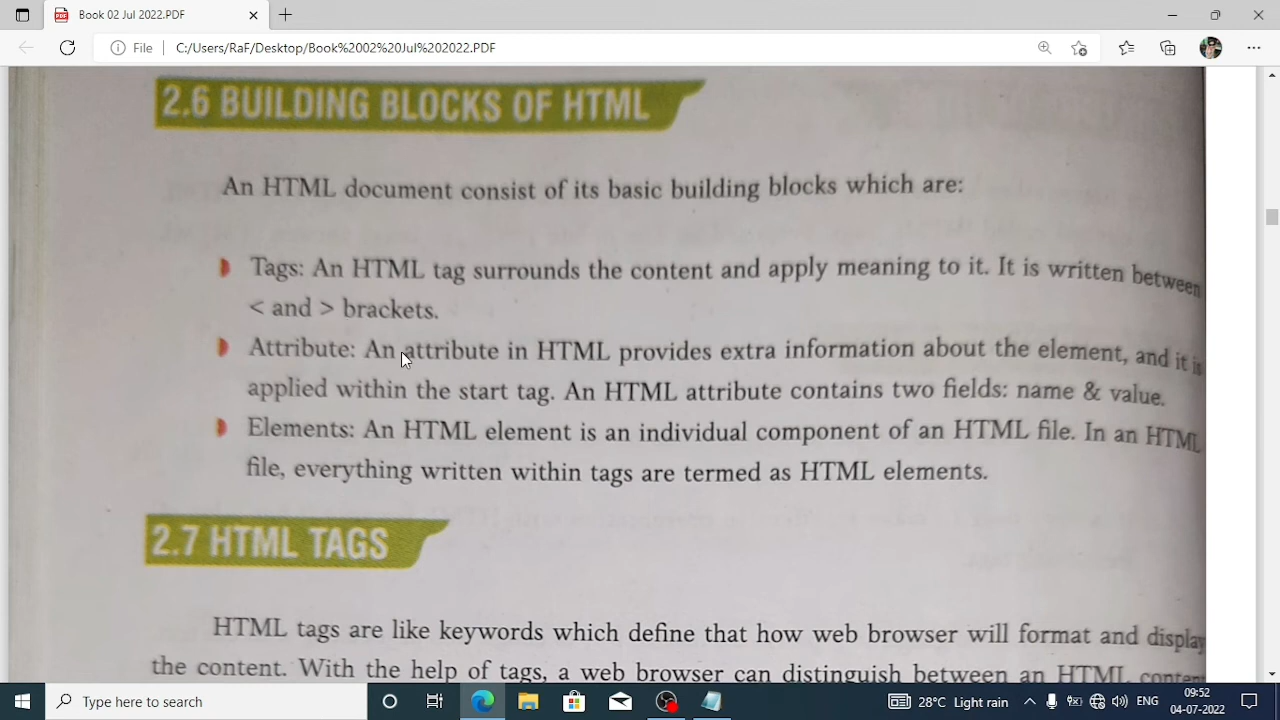 Book 02 Jul 2022.PDF
File C:/Users/RaF/Desktop/Book%2002%20Jul%202022.PDF
2.6 BUILDING BLOCKS OF HTML
An HTML document consist of its basic building blocks which are:
Tags: An HTML tag surrounds the content and apply meaning to it. It is written between
< and > brackets.
Attribute: An attribute in HTML provides extra information about the element, and it is
applied within the start tag. An HTML attribute contains two fields: name & value.
Elements: An HTML element is an individual component of an HTML file. In an HTML
file, everything written within tags are termed as HTML elements.
2.7 HTML TAGS
HTML tags are like keywords which define that how web browser will format and display
the content. With the help of tags, a web browser can distinguish between an HTML
Type here to search
28°C Light rain ENG 09:52
04-07-2022